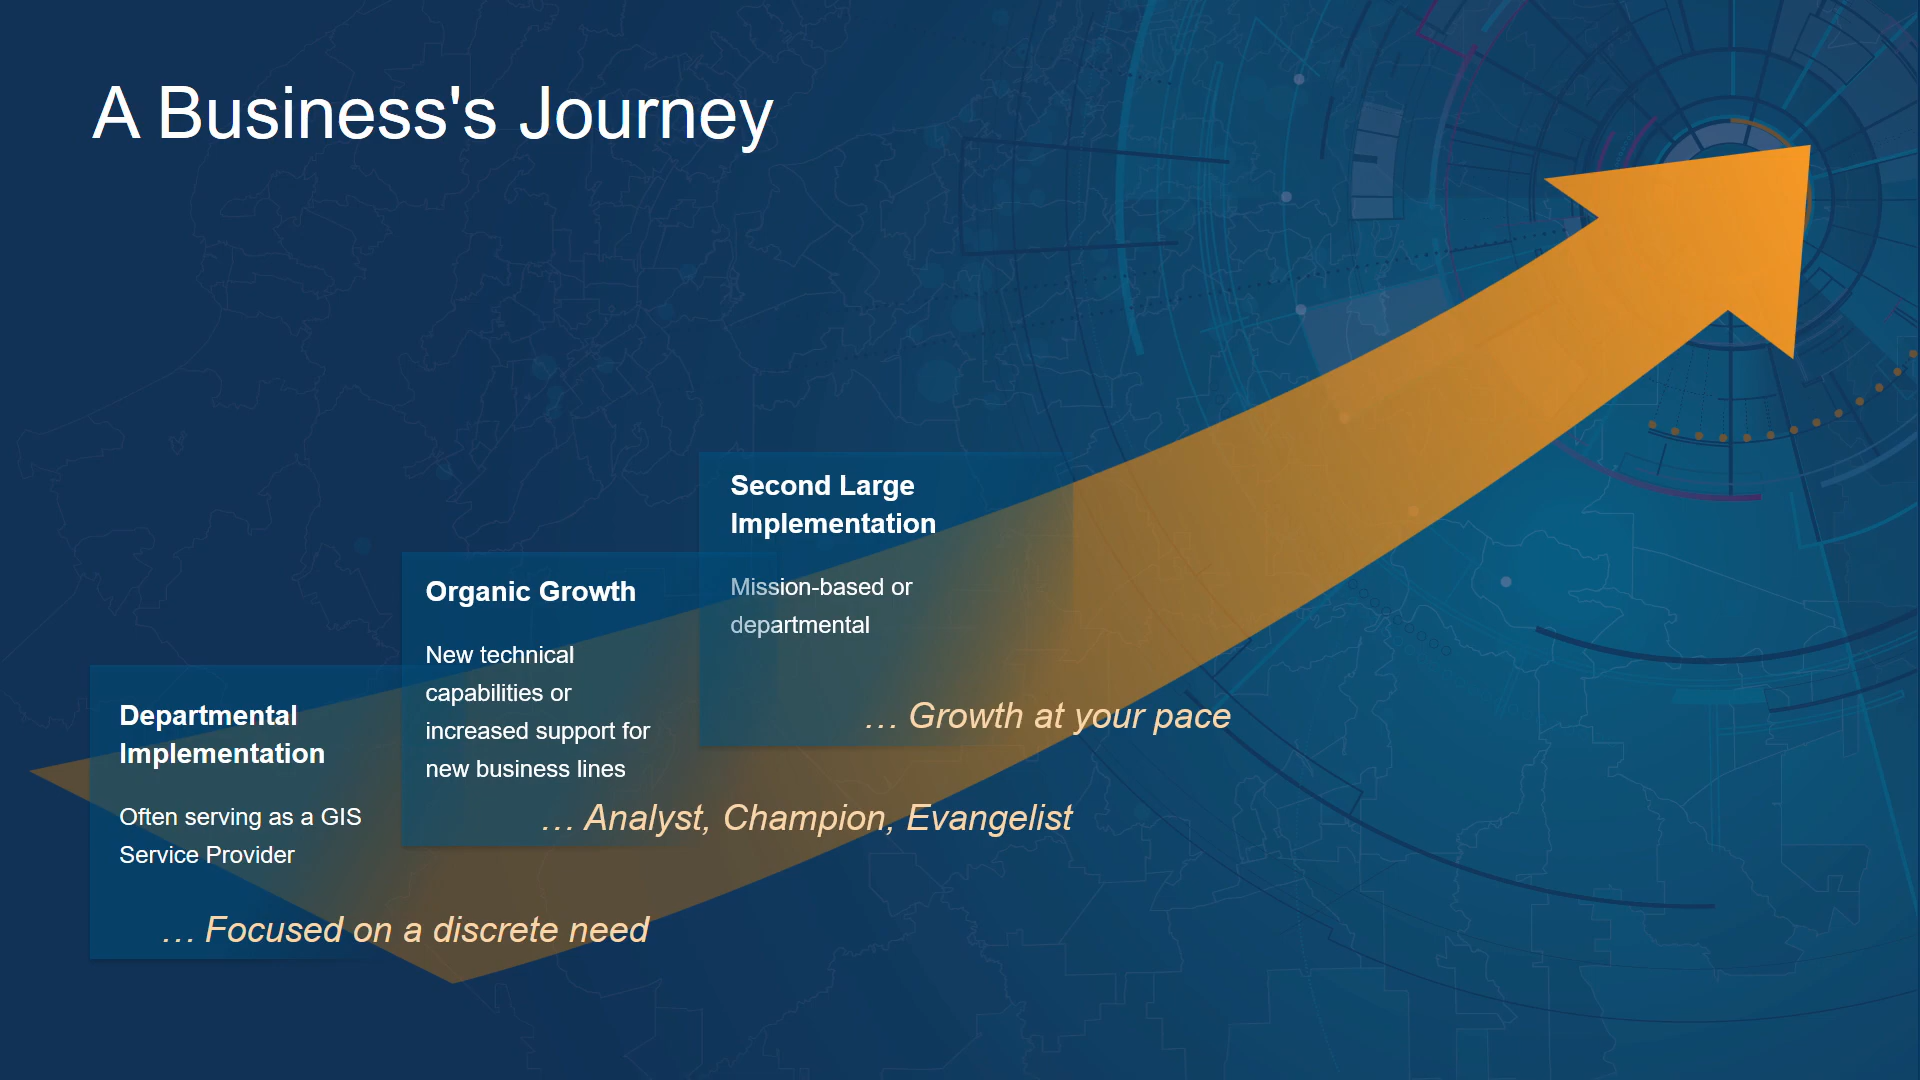 A Business's Journey
Second Large
Implementation
Mission-based or
departmental
… Growth at your pace
Organic Growth
New technical
capabilities or
increased support for
new business lines
… Analyst, Champion, Evangelist
Departmental
Implementation
Often serving as a GIS
Service Provider
… Focused on a discrete need